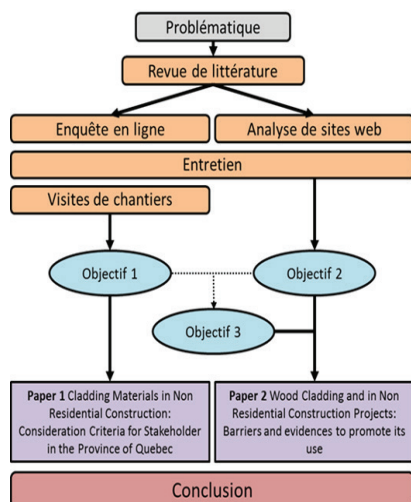 Problématique
Revue de littérature
Enquête en ligne
Analyse de sites web
Entretien
Visites de chantiers
Objectif 1
Objectif 2
Objectif 3
Paper 1 Cladding Materials in Non
Residential Construction:
Consideration Criteria for Stakeholder
in the Province of Quebec
Paper 2 Wood Cladding and in Non
Residential Construction Projects:
Barriers and evidences to promote its
use
Conclusion